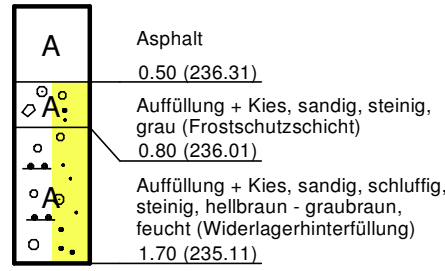 A
Asphalt
0.50 (236.31)
A
Auffüllung + Kies, sandig, steinig,
grau (Frostschutzschicht)
0.80 (236.01)
A
Auffüllung + Kies, sandig, schluffig,
steinig, hellbraun - graubraun,
feucht (Widerlagerhinterfüllung)
1.70 (235.11)